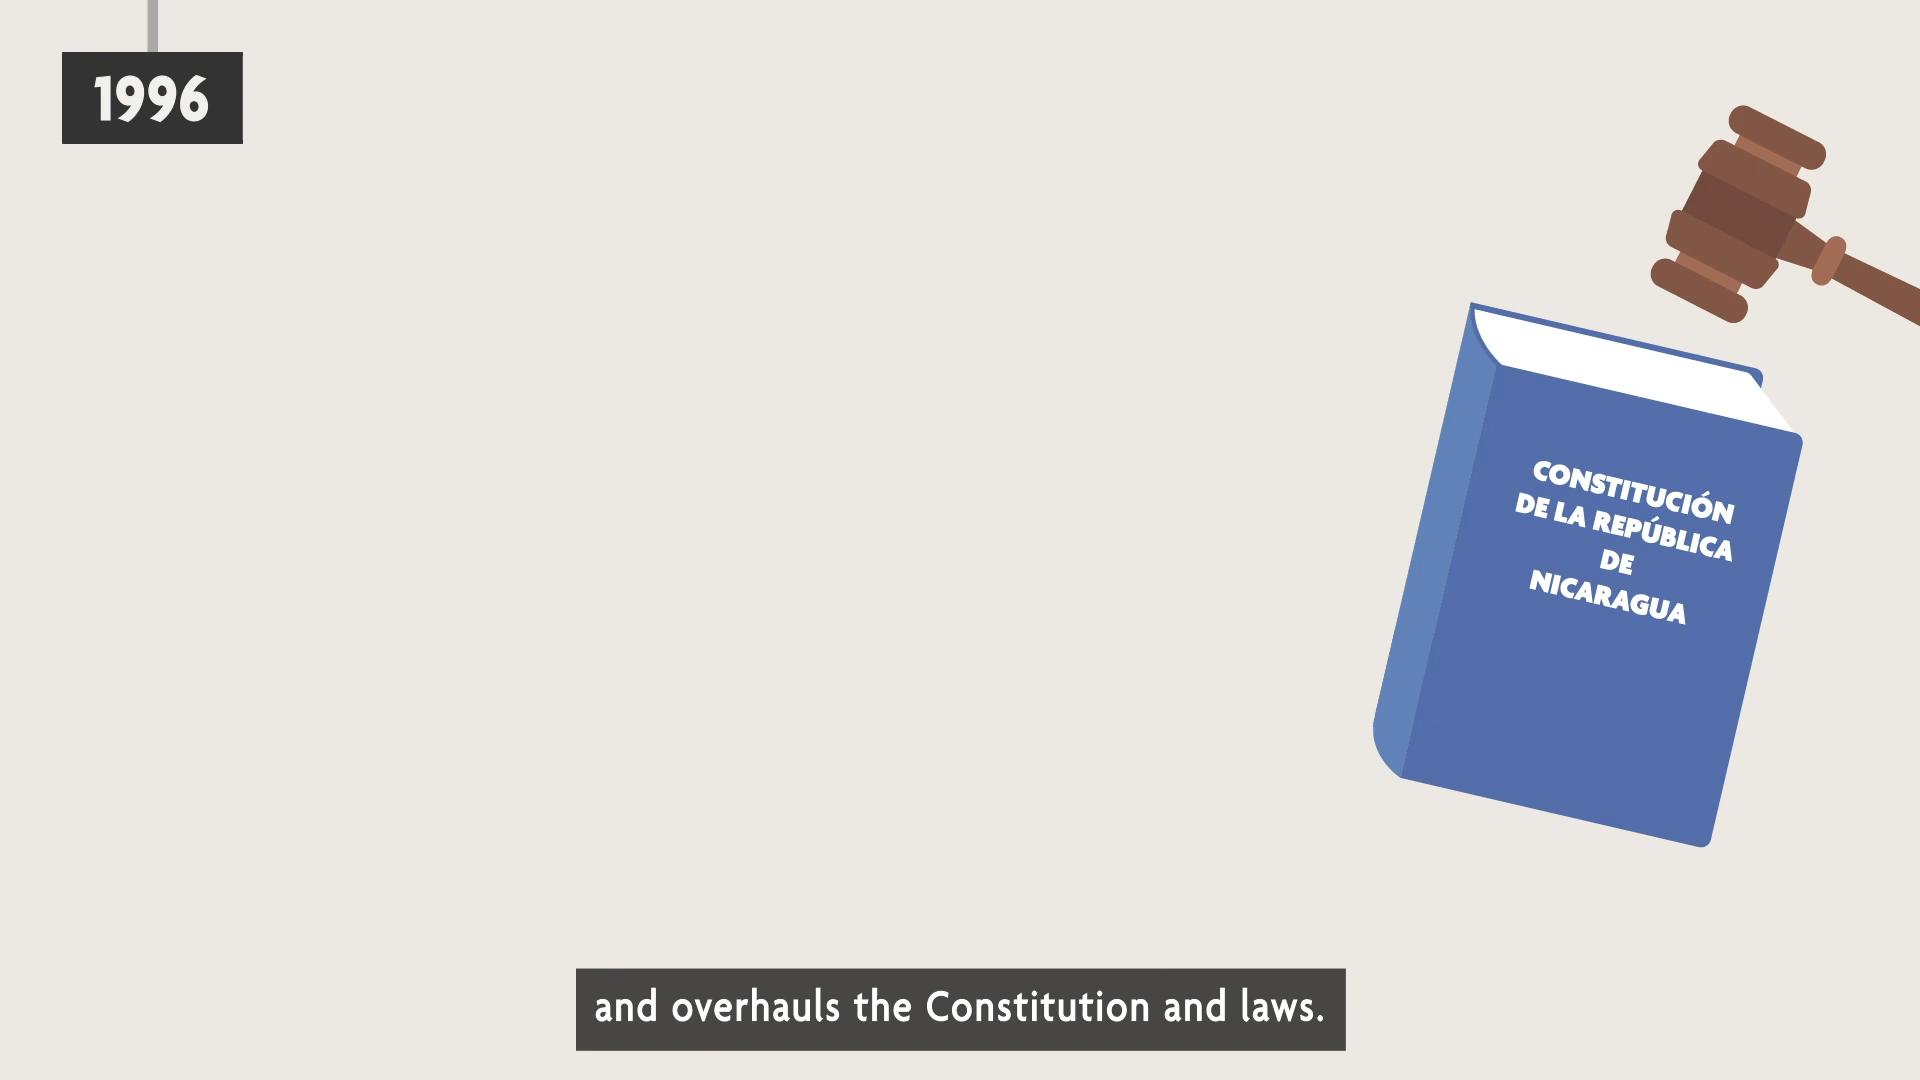 1996
CONSTITUCIÓN
DE LA REPÚBLICA
DE
NICARAGUA
and overhauls the Constitution and laws.